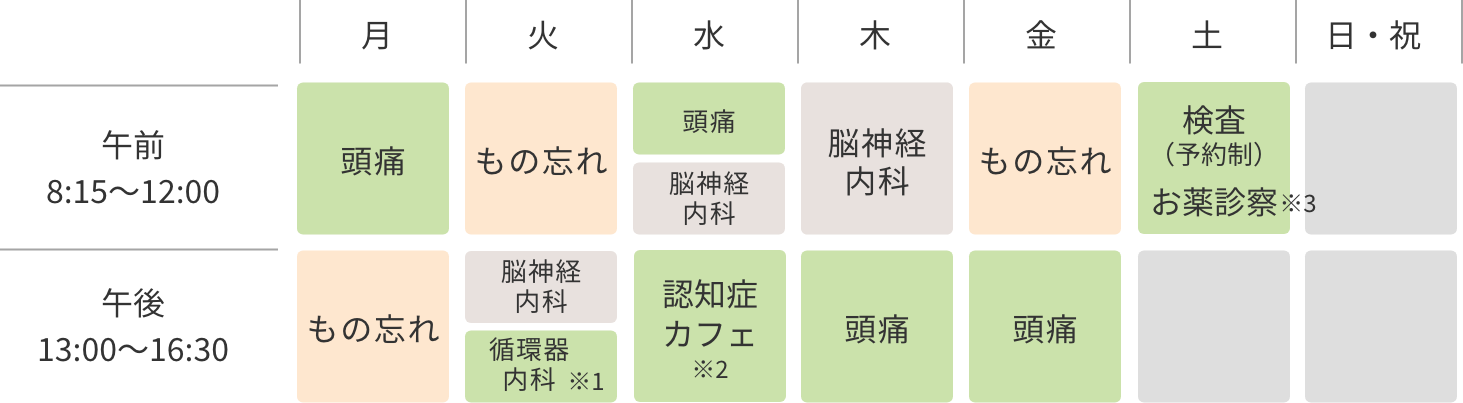 月 火 水 木 金 土 日・祝
午前
8:15〜12:00
頭痛
もの忘れ
頭痛
脳神経
内科
脳神経
内科
もの忘れ
検査
（予約制）
お薬診察※3
午後
13:00〜16:30
もの忘れ
脳神経
内科
循環器
内科 ※1
認知症
カフェ
※2
頭痛
頭痛